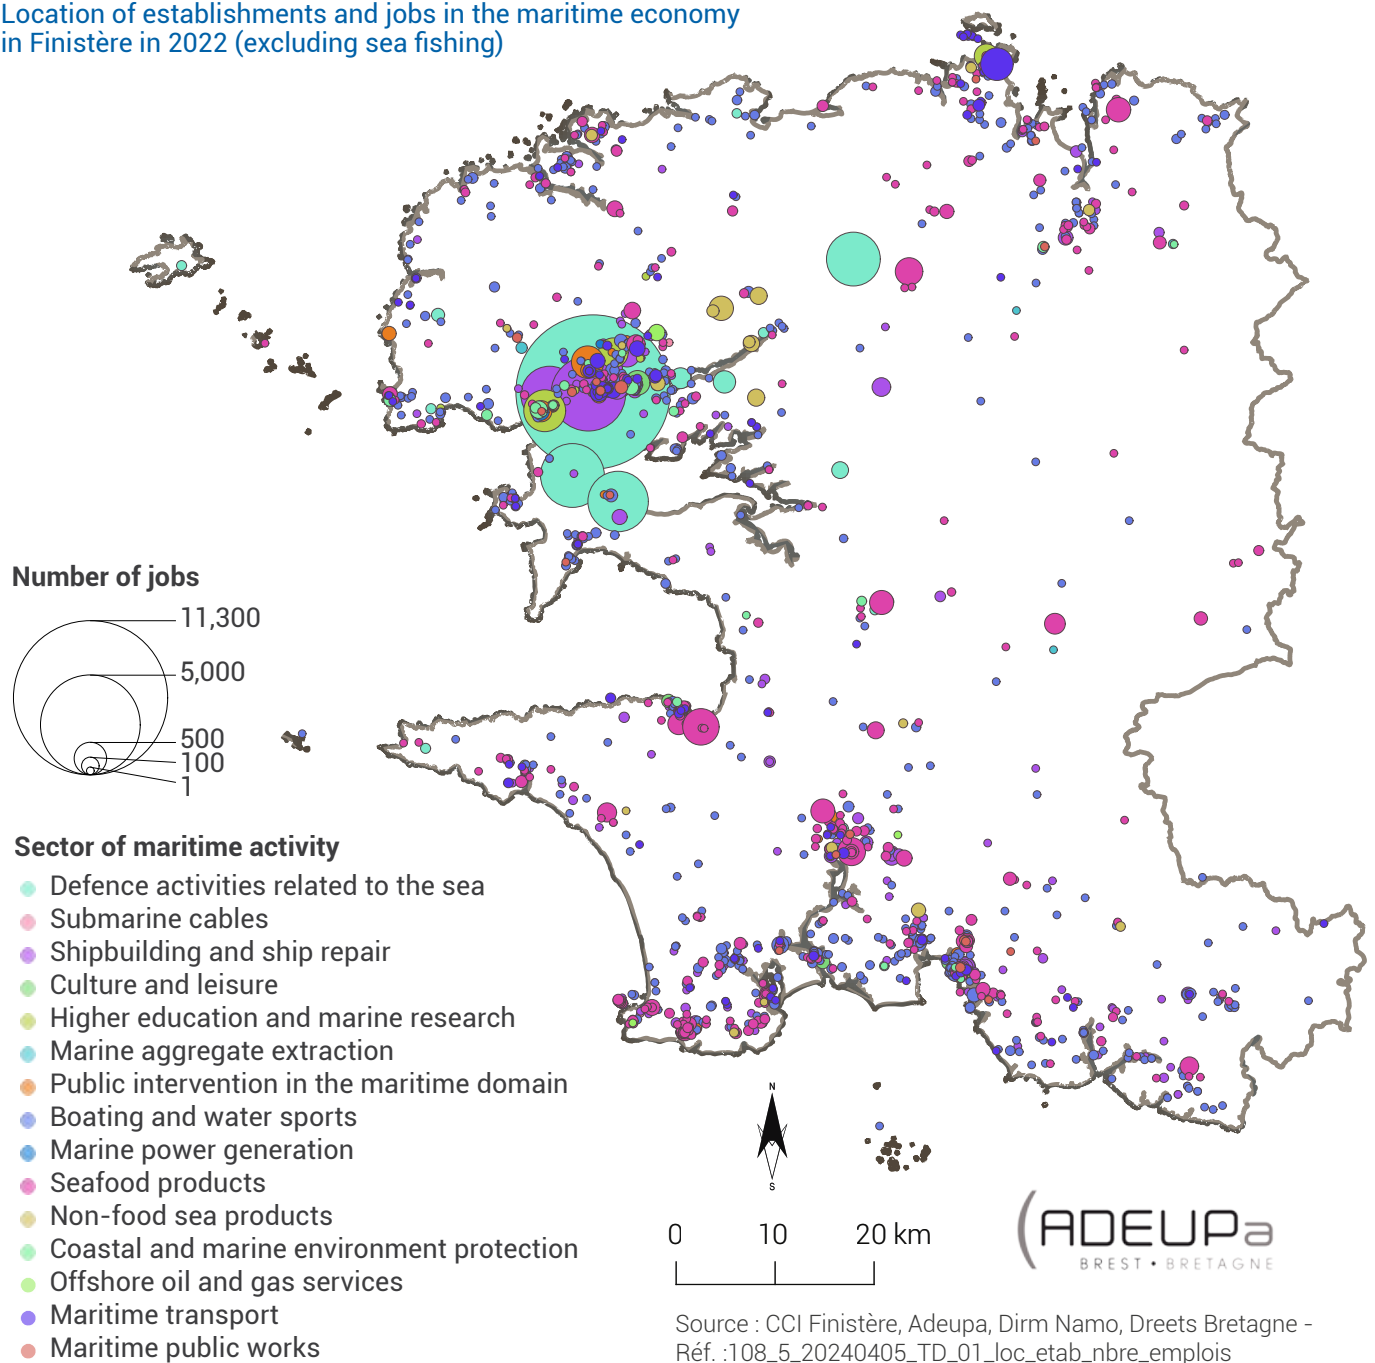 Location of establishments and jobs in the maritime economy
in Finistère in 2022 (excluding sea fishing)
Number of jobs
11,300
5,000
500
100
1
Sector of maritime activity
Defence activities related to the sea
Submarine cables
Shipbuilding and ship repair
Culture and leisure
Higher education and marine research
Marine aggregate extraction
Public intervention in the maritime domain
Boating and water sports
Marine power generation
Seafood products
Non-food sea products
Coastal and marine environment protection
Offshore oil and gas services
Maritime transport
Maritime public works
N
S
0 10 20 km
ADEUPa
BREST • BRETAGNE
Source : CCI Finistère, Adeupa, Dirm Namo, Dreets Bretagne -
Réf. :108_5_20240405_TD_01_loc_etab_nbre_emplois